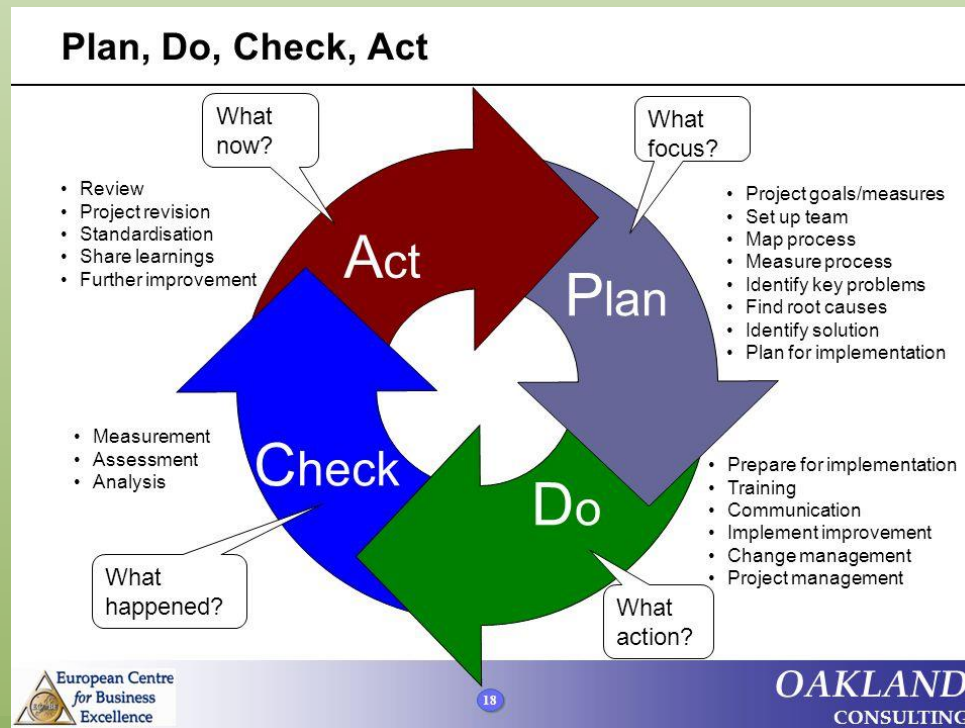 Plan, Do, Check, Act
What
now?
What
focus?
• Review
• Project revision
• Standardisation
• Share learnings
• Further improvement
Act
Plan
• Project goals/measures
• Set up team
• Map process
• Measure process
• Identify key problems
• Find root causes
• Identify solution
• Plan for implementation
• Measurement
• Assessment
• Analysis
Check
Do
• Prepare for implementation
• Training
• Communication
• Implement improvement
• Change management
• Project management
What
happened?
What
action?
European Centre
for Business
Excellence
18
OAKLAND
CONSULTING